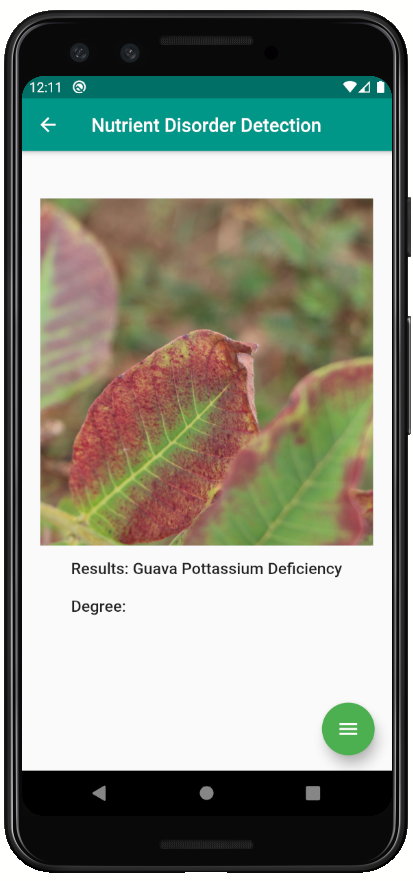 12:11
Nutrient Disorder Detection
Results: Guava Pottassium Deficiency
Degree: